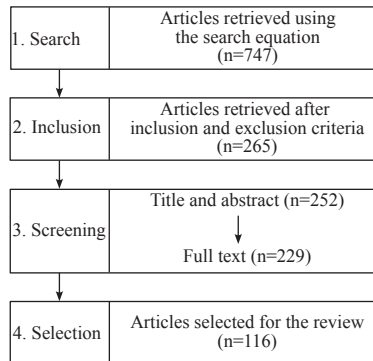 1. Search
Articles retrieved using
the search equation
(n=747)
2. Inclusion
Articles retrieved after
inclusion and exclusion criteria
(n=265)
3. Screening
Title and abstract (n=252)
Full text (n=229)
4. Selection
Articles selected for the review
(n=116)